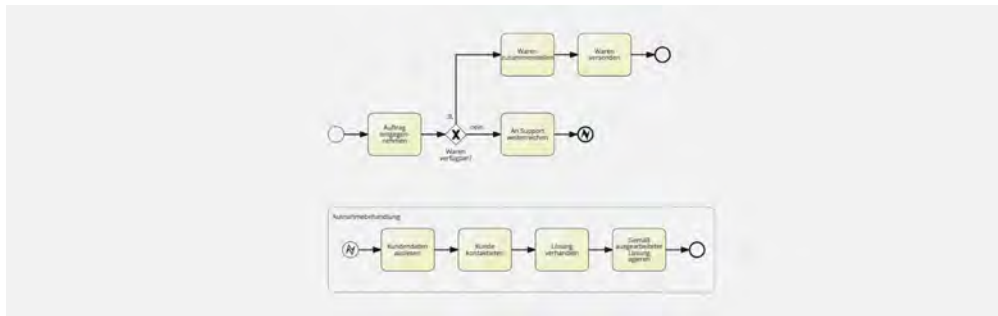 Waren
zusammenstellen
Waren
versenden
ja
nein
Auftrag
entgegen-
nehmen
Waren
verfügbar?
An Support
weiterreichen
Ausnahmebehandlung
Kundendaten
auslesen
Kunde
kontaktieren
Lösung
verhandeln
Gemäß
ausgearbeiteter
Lösung
agieren